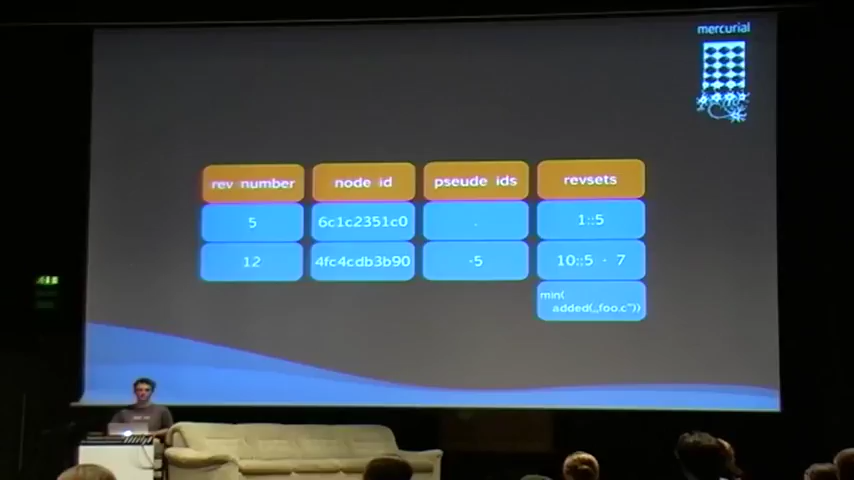 mercurial
rev number node id pseude ids revsets
5 6c1c2351c0 . 1::5
12 4fc4cdb3b90 -5 10::5 - 7
min(
added(„foo.c"))